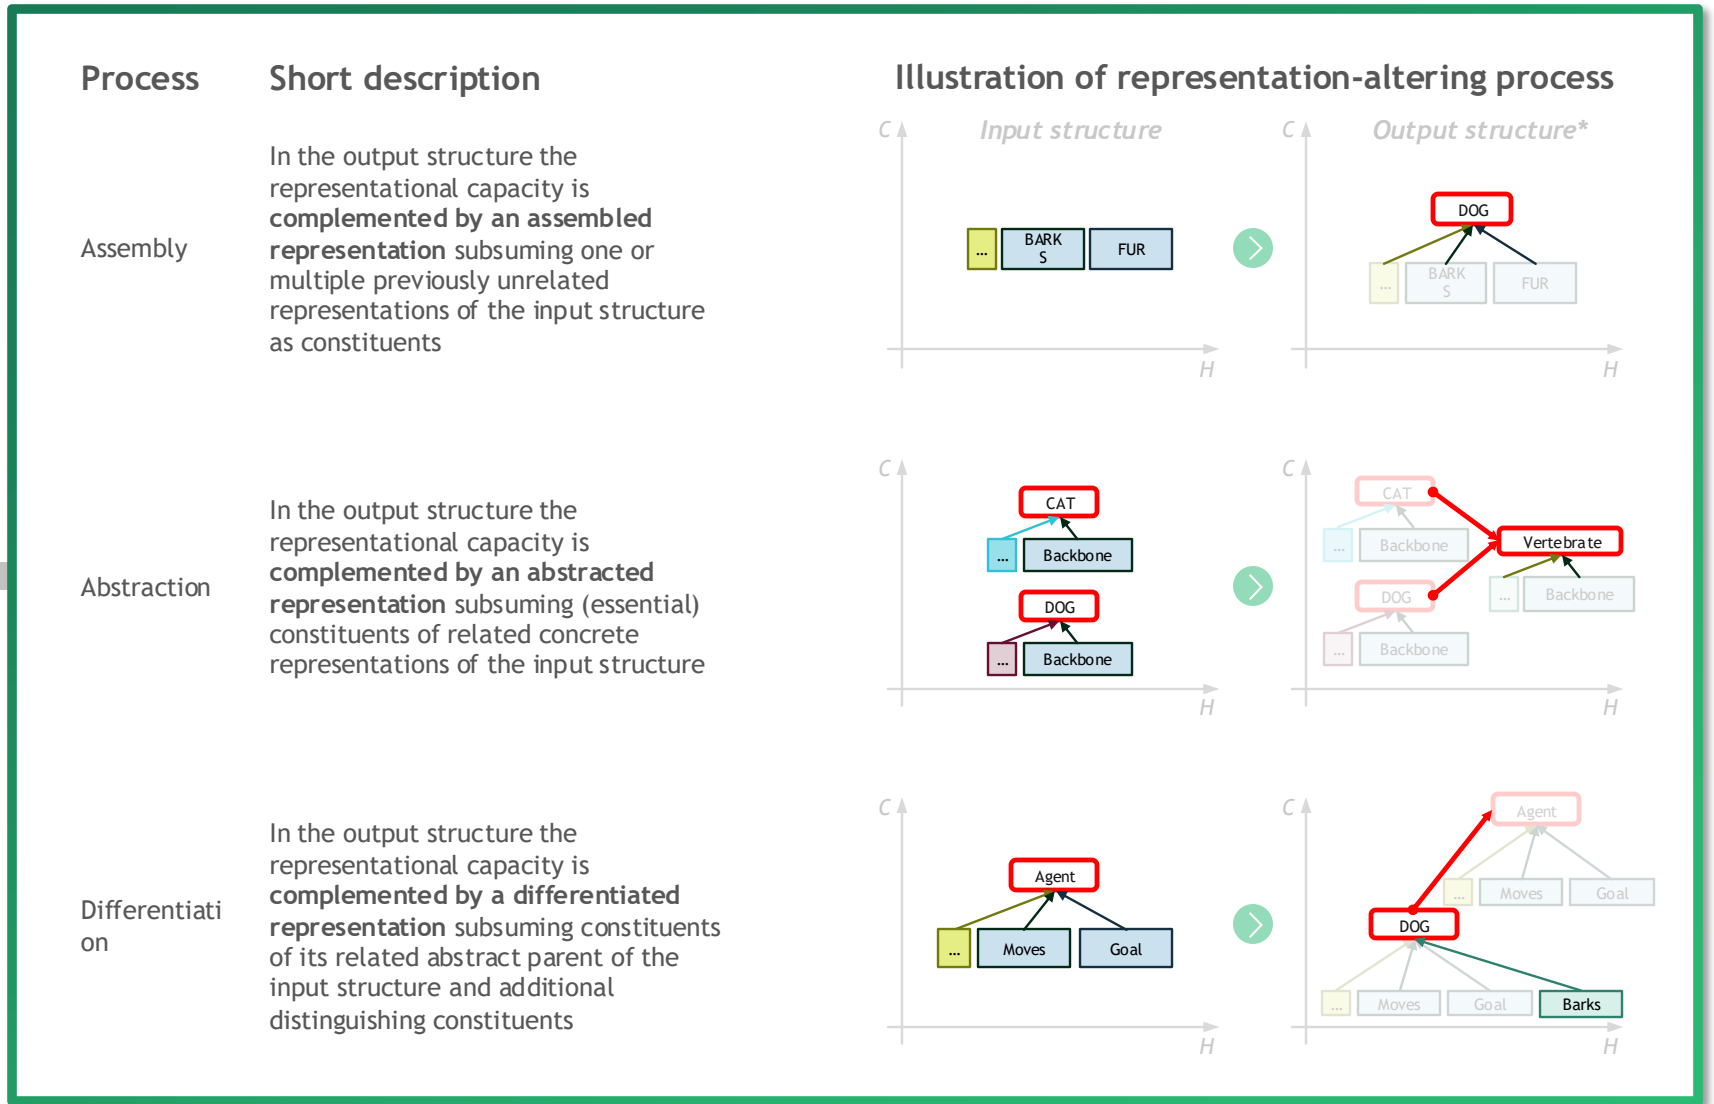 Process Short description Illustration of representation-altering process
C Input structure C Output structure*
Assembly
In the output structure the
representational capacity is
complemented by an assembled
representation subsuming one or
multiple previously unrelated
representations of the input structure
as constituents
...
BARK
S
FUR
H
DOG
...
BARK
S
FUR
H
Abstraction
In the output structure the
representational capacity is
complemented by an abstracted
representation subsuming (essential)
constituents of related concrete
representations of the input structure
C
CAT
... Backbone
DOG
... Backbone
H
C
CAT
... Backbone
Vertebrate
... Backbone
DOG
... Backbone
H
Differentiati
on
In the output structure the
representational capacity is
complemented by a differentiated
representation subsuming constituents
of its related abstract parent of the
input structure and additional
distinguishing constituents
C
Agent
... Moves Goal
H
C
Agent
... Moves Goal
DOG
... Moves Goal Barks
H